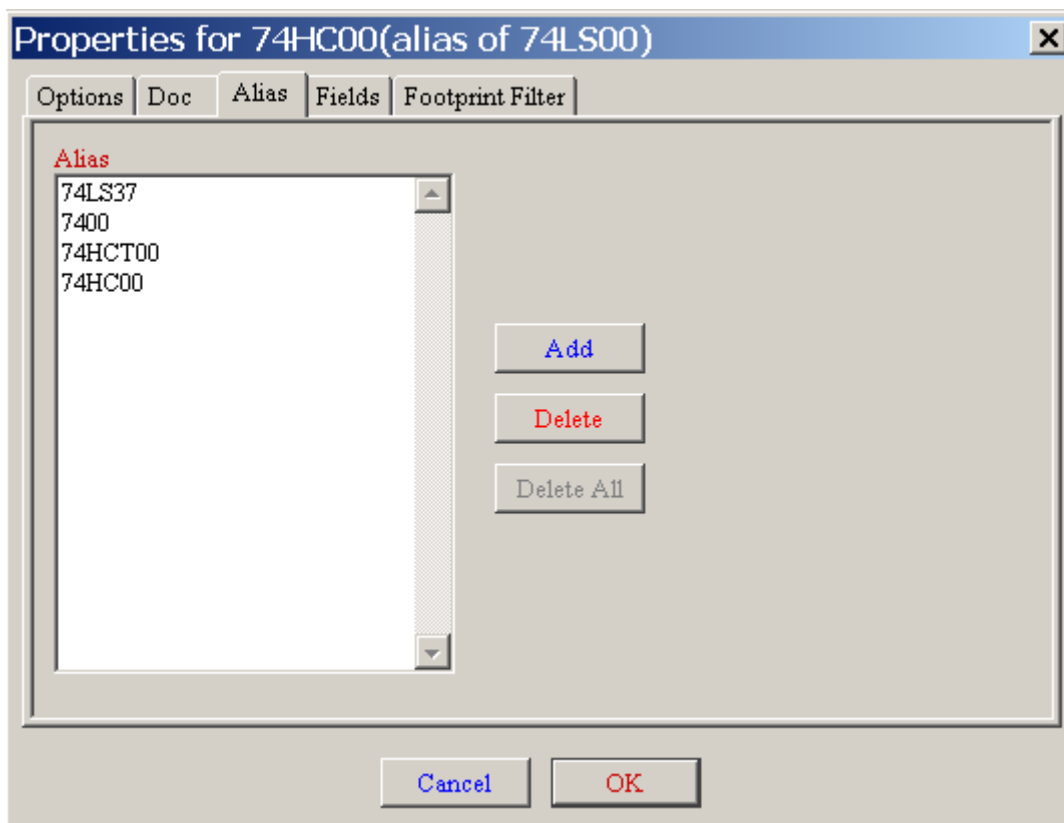 Properties for 74HC00(alias of 74LS00)
Options Doc Alias Fields Footprint Filter
Alias
74LS37
7400
74HCT00
74HC00
Add
Delete
Delete All
Cancel OK